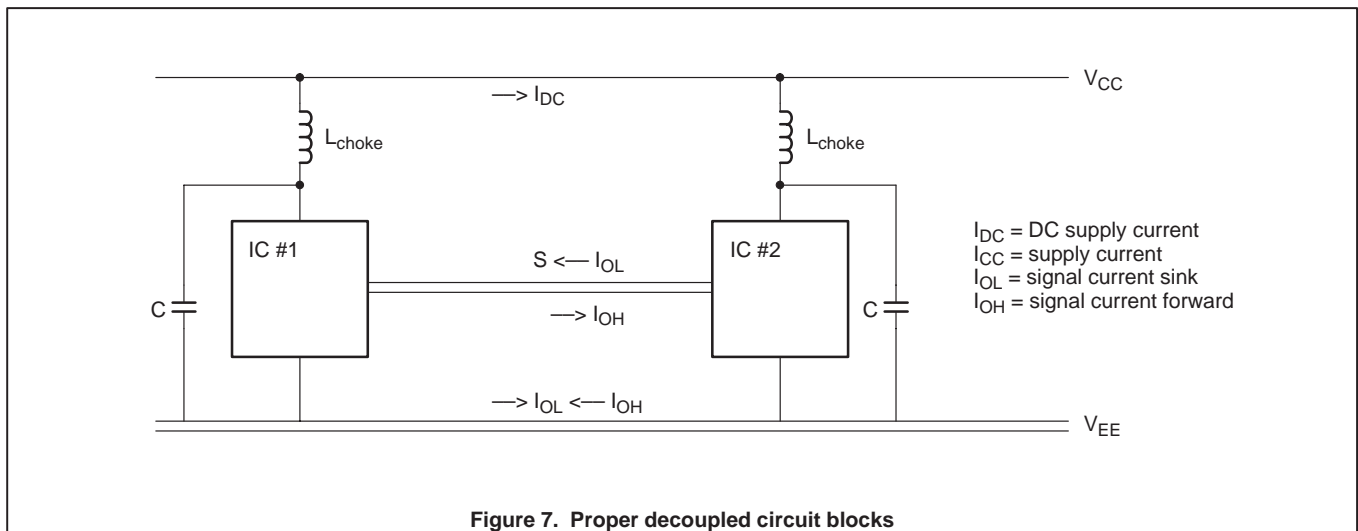 V_CC
—> I_DC
L_choke
L_choke
IC #1
IC #2
S <— I_OL
—> I_OH
C
C
I_DC = DC supply current
I_CC = supply current
I_OL = signal current sink
I_OH = signal current forward
—> I_OL <— I_OH
V_EE
Figure 7. Proper decoupled circuit blocks